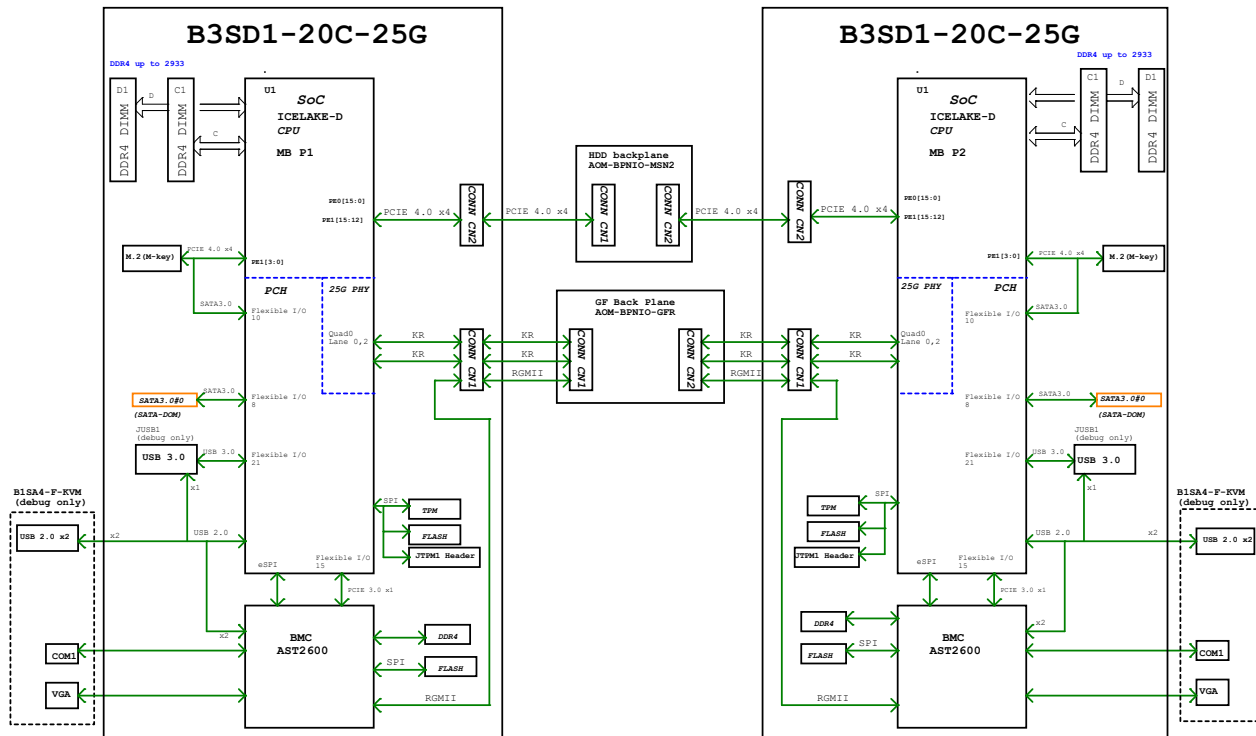 B3SD1-20C-25G
DDR4 up to 2933
D1
DDR4 DIMM
D
C1
DDR4 DIMM
C
U1
SoC
ICELAKE-D
CPU
MB P1
PE0[15:0]
PE1[15:12]
PE1[3:0]
M.2(M-key)
PCIE 4.0 x4
SATA3.0
PCH
25G PHY
Flexible I/O
10
Quad0
Lane 0,2
SATA3.0#0
(SATA-DOM)
SATA3.0
Flexible I/O
8
JUSB1
(debug only)
USB 3.0
USB 3.0
Flexible I/O
21
x1
B1SA4-F-KVM
(debug only)
USB 2.0 x2
x2
USB 2.0
SPI
TPM
FLASH
JTPM1 Header
eSPI
Flexible I/O
15
PCIE 3.0 x1
x2
BMC
AST2600
COM1
VGA
DDR4
SPI
FLASH
RGMII
PCIE 4.0 x4
CONN CN2
PCIE 4.0 x4
KR
KR
CONN CN1
KR
KR
RGMII
HDD backplane
AOM-BPNIO-MSN2
CONN CN1
CONN CN2
GF Back Plane
AOM-BPNIO-GFR
CONN CN1
CONN CN2
B3SD1-20C-25G
PCIE 4.0 x4
CONN CN2
PCIE 4.0 x4
KR
KR
RGMII
CONN CN1
KR
KR
DDR4 up to 2933
C1
DDR4 DIMM
D
C
D1
DDR4 DIMM
U1
SoC
ICELAKE-D
CPU
MB P2
PE0[15:0]
PE1[15:12]
PE1[3:0]
PCIE 4.0 x4
M.2(M-key)
25G PHY
PCH
SATA3.0
Flexible I/O
10
Quad0
Lane 0,2
SATA3.0
SATA3.0#0
(SATA-DOM)
Flexible I/O
8
JUSB1
(debug only)
USB 3.0
USB 3.0
Flexible I/O
21
x1
B1SA4-F-KVM
(debug only)
USB 2.0
x2
USB 2.0 x2
SPI
TPM
FLASH
JTPM1 Header
eSPI
Flexible I/O
15
PCIE 3.0 x1
x2
BMC
AST2600
DDR4
SPI
FLASH
RGMII
COM1
VGA